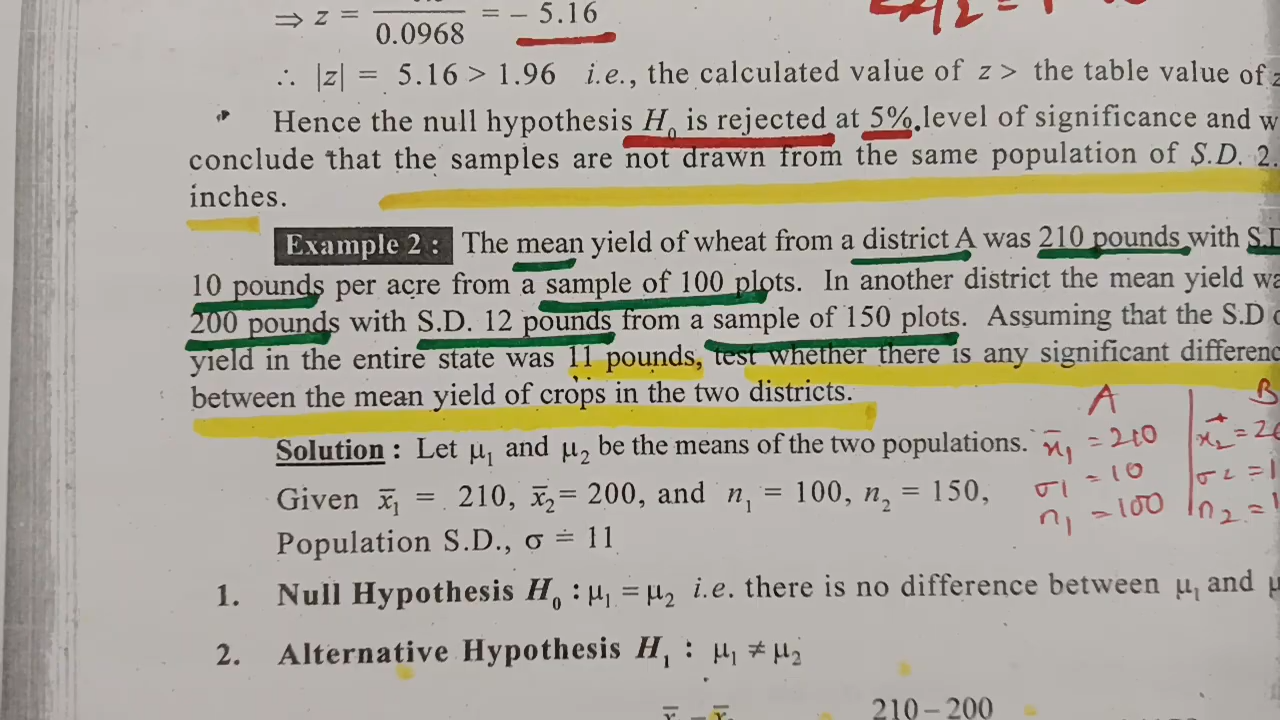 ⇒ z = 0.0968 = − 5.16
∴ |z| = 5.16 > 1.96 i.e., the calculated value of z > the table value of z
Hence the null hypothesis H₀ is rejected at 5% level of significance and
conclude that the samples are not drawn from the same population of S.D. 2.
inches.
Example 2 : The mean yield of wheat from a district A was 210 pounds with
10 pounds per acre from a sample of 100 plots. In another district the mean yield
200 pounds with S.D. 12 pounds from a sample of 150 plots. Assuming that the S.D
yield in the entire state was 11 pounds, test whether there is any significant
between the mean yield of crops in the two districts.
A B
Solution : Let μ₁ and μ₂ be the means of the two populations. x̄₁ = 210
Given x̄₁ = 210, x̄₂ = 200, and n₁ = 100, n₂ = 150, σ1 = 10
n₁ = 100
Population S.D., σ = 11
1. Null Hypothesis H₀ : μ₁ = μ₂ i.e. there is no difference between μ₁ and
2. Alternative Hypothesis H₁ : μ₁ ≠ μ₂
210 − 200